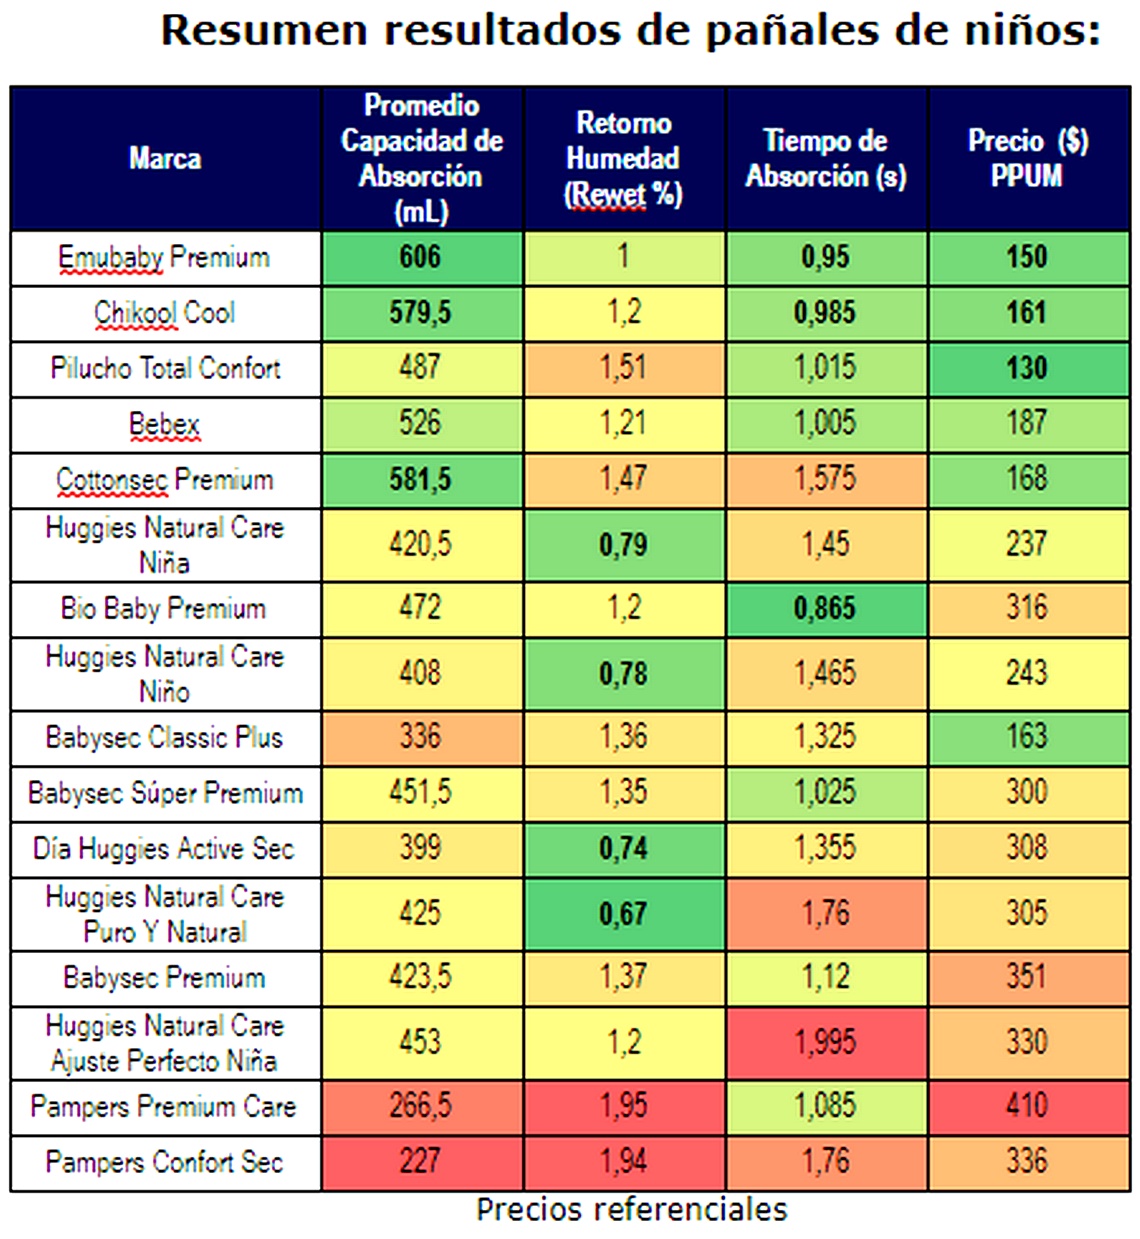 Resumen resultados de pañales de niños:
Marca
Promedio
Capacidad de
Absorción
(mL)
Retorno
Humedad
(Rewet %)
Tiempo de
Absorción (s)
Precio ($)
PPUM
Emubaby Premium 606 1 0,95 150
Chikool Cool 579,5 1,2 0,985 161
Pilucho Total Confort 487 1,51 1,015 130
Bebex 526 1,21 1,005 187
Cottonsec Premium 581,5 1,47 1,575 168
Huggies Natural Care
Niña 420,5 0,79 1,45 237
Bio Baby Premium 472 1,2 0,865 316
Huggies Natural Care
Niño 408 0,78 1,465 243
Babysec Classic Plus 336 1,36 1,325 163
Babysec Súper Premium 451,5 1,35 1,025 300
Día Huggies Active Sec 399 0,74 1,355 308
Huggies Natural Care
Puro Y Natural 425 0,67 1,76 305
Babysec Premium 423,5 1,37 1,12 351
Huggies Natural Care
Ajuste Perfecto Niña 453 1,2 1,995 330
Pampers Premium Care 266,5 1,95 1,085 410
Pampers Confort Sec 227 1,94 1,76 336
Precios referenciales